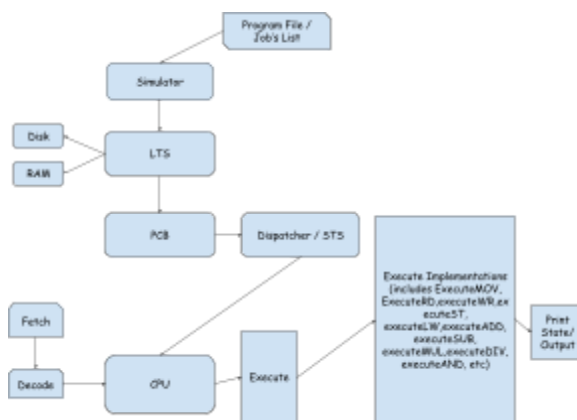 Program File /
Job's List
Simulator
Disk
LTS
RAM
PCB
Dispatcher / STS
Execute Implementations
(includes ExecuteMOV,
ExecuteRD,executeWR,ex
ecuteST,
executeLW,executeADD,
executeSUB,
executeMUL,executeDIV,
executeAND, etc)
Fetch
Print
State/
Output
Decode
CPU
Execute